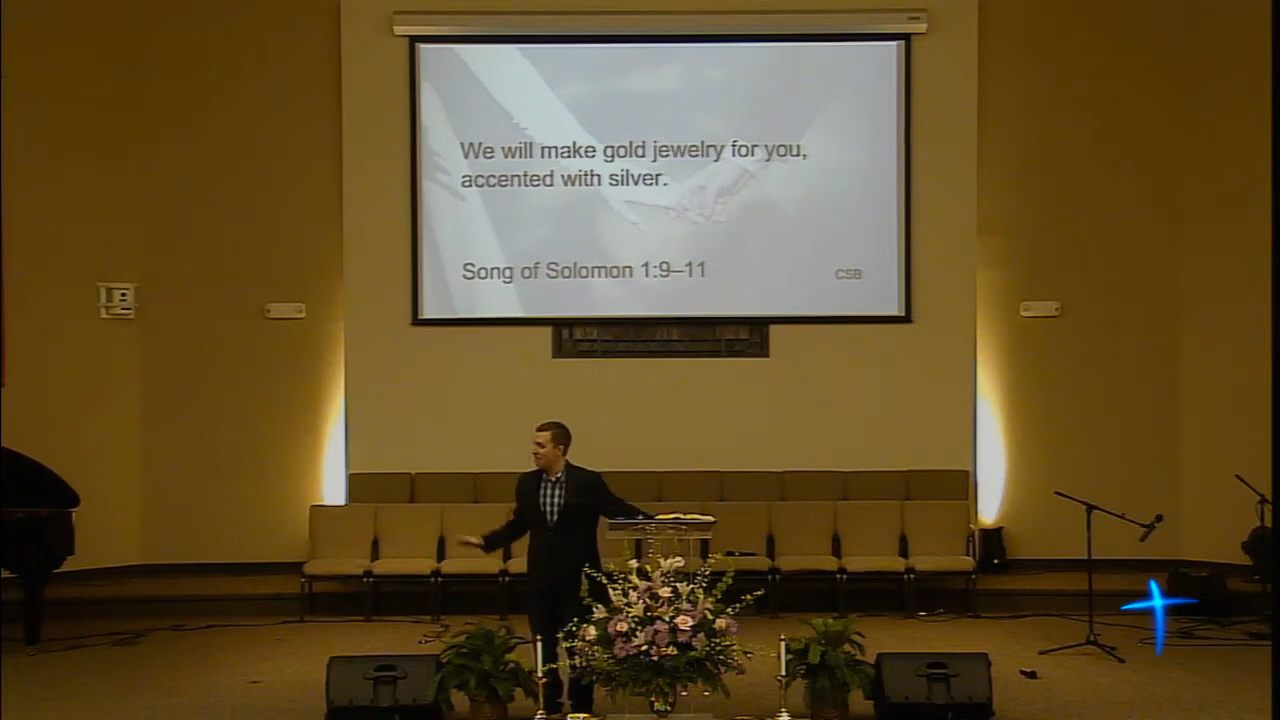 We will make gold jewelry for you,
accented with silver.
Song of Solomon 1:9–11
CSB